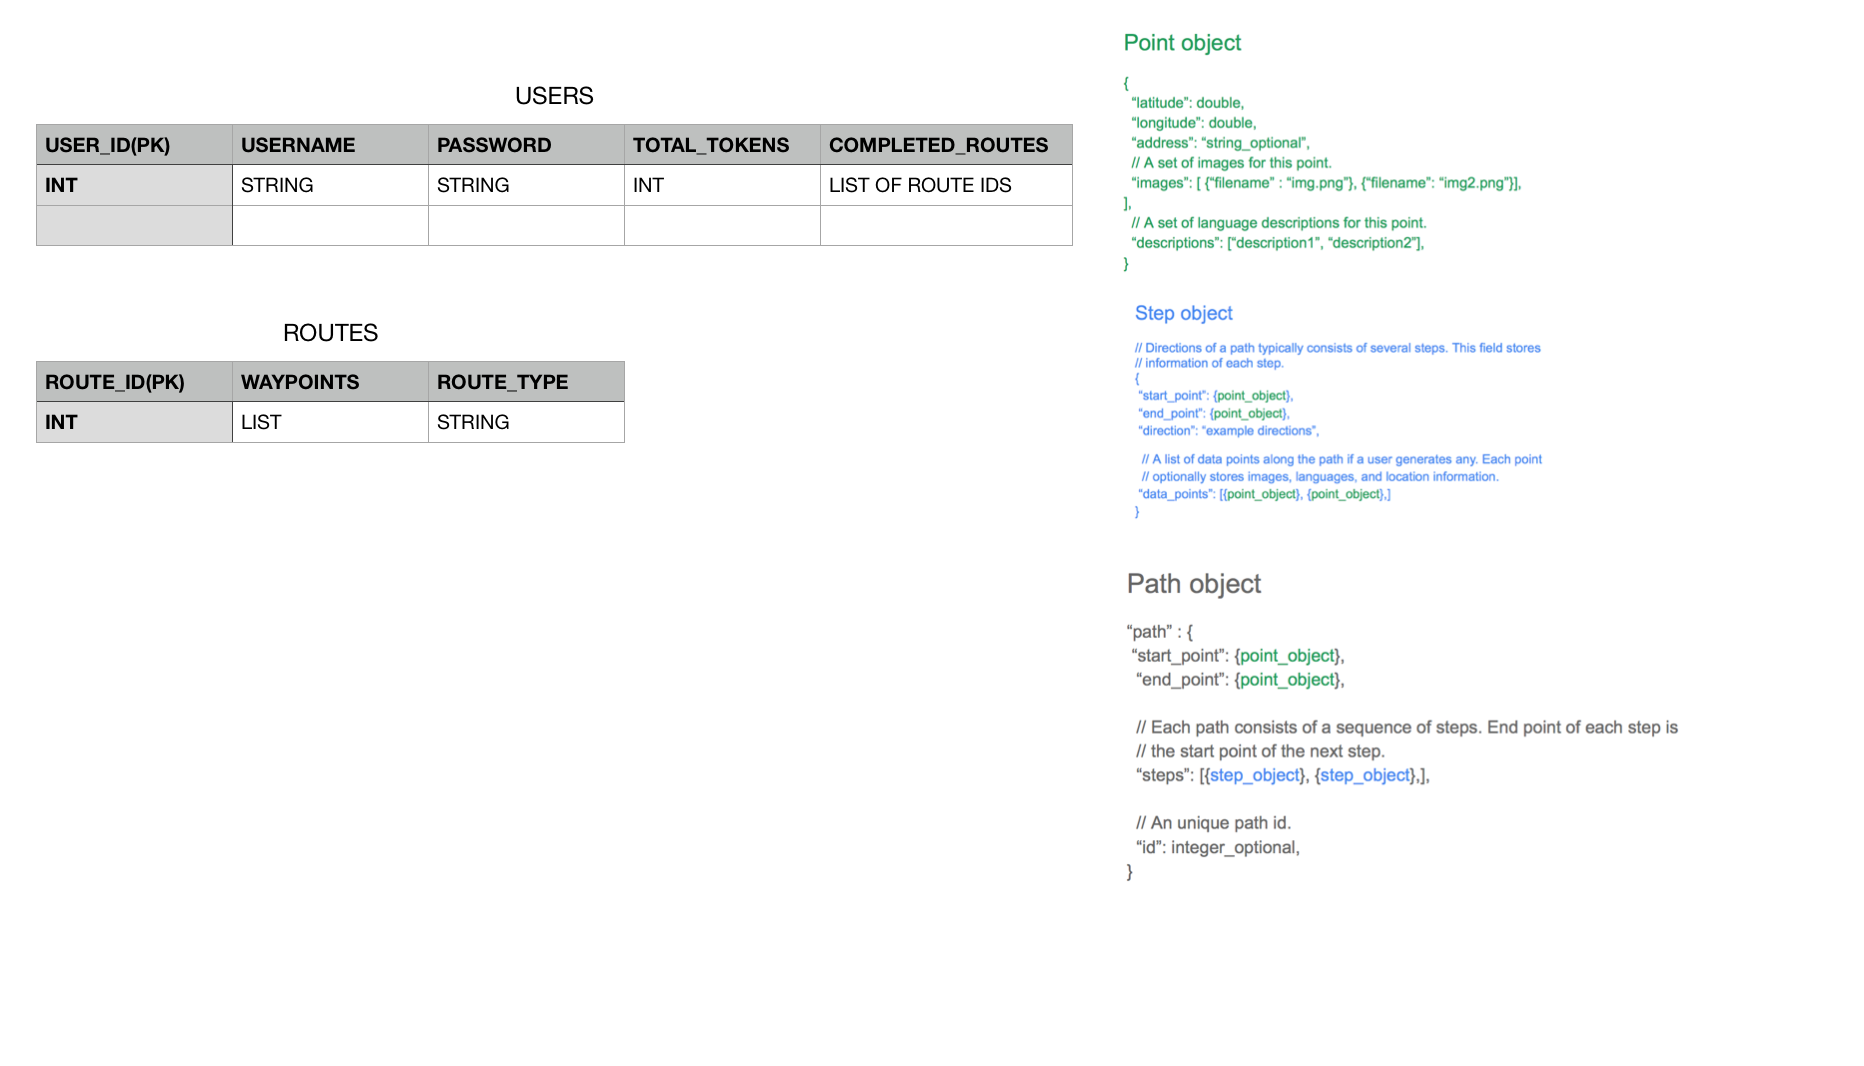 USERS
USER_ID(PK) USERNAME PASSWORD TOTAL_TOKENS COMPLETED_ROUTES
INT STRING STRING INT LIST OF ROUTE IDS
ROUTES
ROUTE_ID(PK) WAYPOINTS ROUTE_TYPE
INT LIST STRING
Point object
{
“latitude”: double,
“longitude”: double,
“address”: “string_optional”,
// A set of images for this point.
“images”: [ {“filename” : “img.png”}, {“filename”: “img2.png”}],
],
// A set of language descriptions for this point.
“descriptions”: [“description1”, “description2”],
}
Step object
// Directions of a path typically consists of several steps. This field stores
// information of each step.
{
“start_point”: {point_object},
“end_point”: {point_object},
“direction”: “example directions”,
// A list of data points along the path if a user generates any. Each point
// optionally stores images, languages, and location information.
“data_points”: [{point_object}, {point_object},]
}
Path object
“path” : {
“start_point”: {point_object},
“end_point”: {point_object},
// Each path consists of a sequence of steps. End point of each step is
// the start point of the next step.
“steps”: [{step_object}, {step_object},],
// An unique path id.
“id”: integer_optional,
}